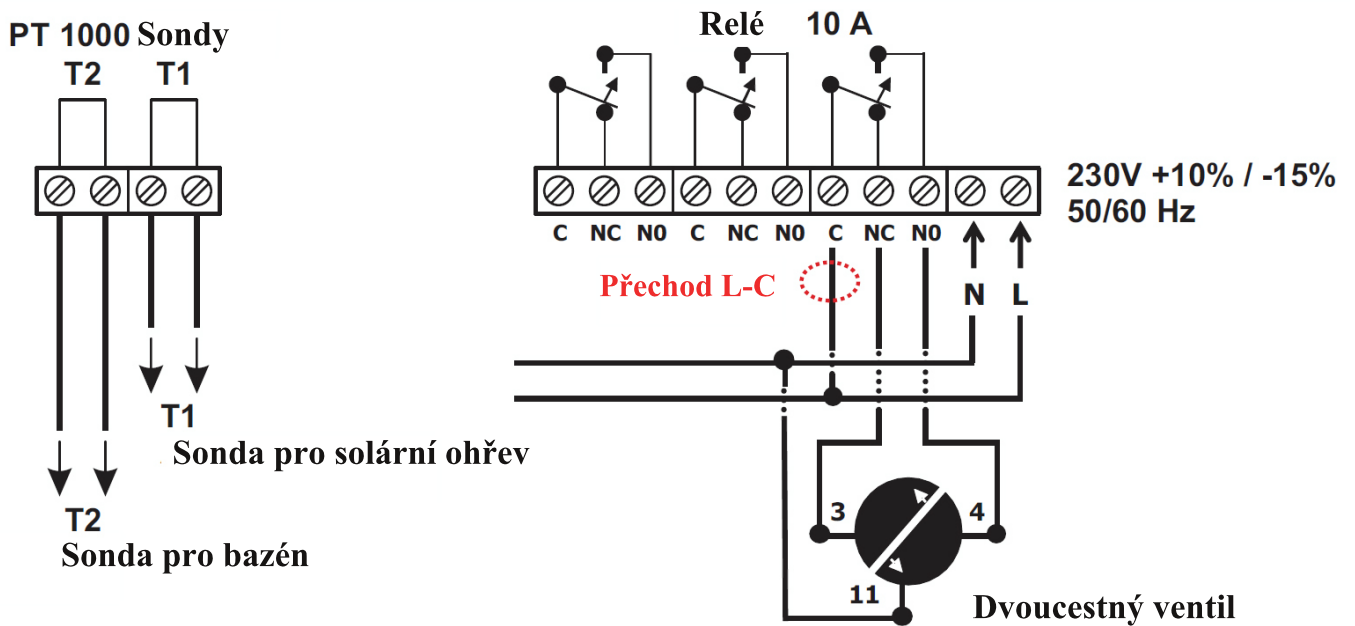 PT 1000 Sondy
T2 T1
Relé 10 A
230V +10% / -15%
50/60 Hz
C NC N0 C NC N0 C NC N0
Přechod L-C
N L
T1
Sonda pro solární ohřev
T2
Sonda pro bazén
3 4
11
Dvoucestný ventil